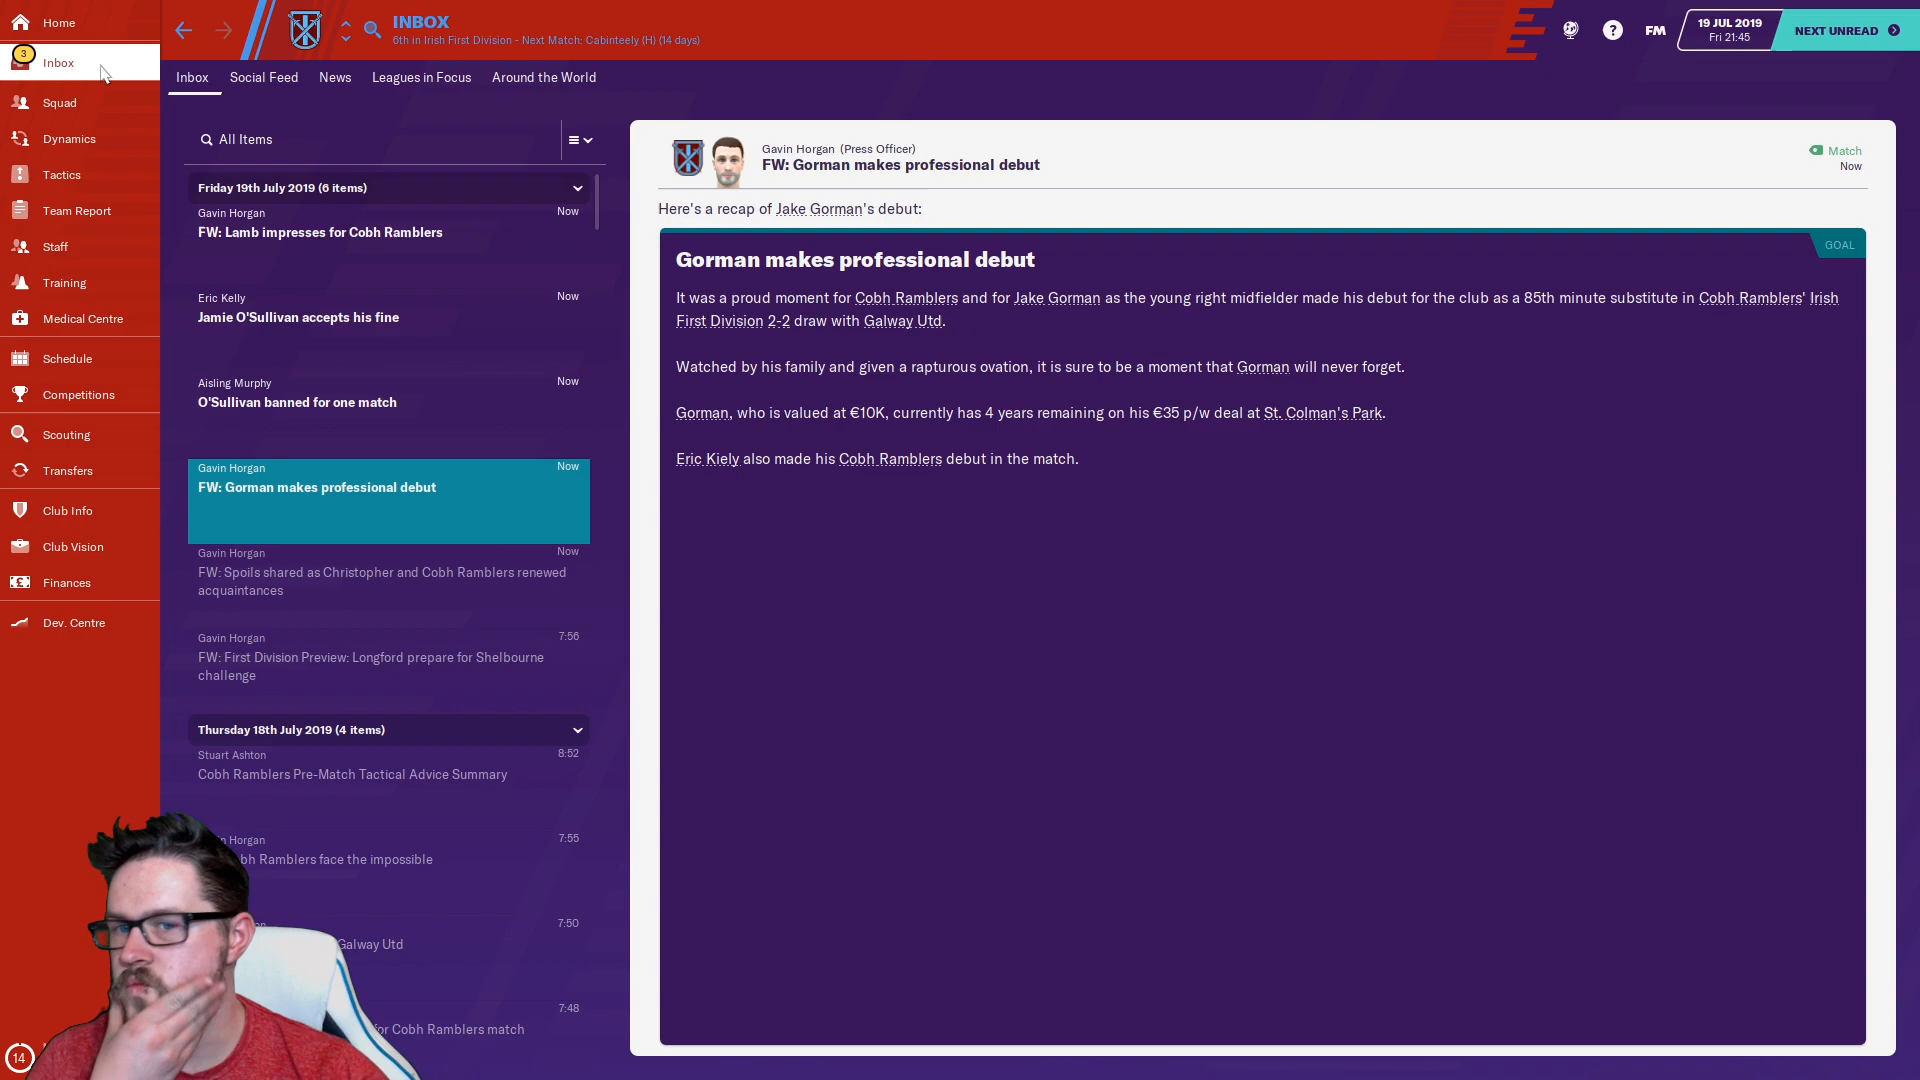 Home
3
Inbox
Squad
Dynamics
Tactics
Team Report
Staff
Training
Medical Centre
Schedule
Competitions
Scouting
Transfers
Club Info
Club Vision
Finances
Dev. Centre
14
INBOX
6th in Irish First Division - Next Match: Cabinteely (H) (14 days)
FM
19 JUL 2019
Fri 21:45
NEXT UNREAD
Inbox
Social Feed
News
Leagues in Focus
Around the World
All Items
Friday 19th July 2019 (6 items)
Gavin Horgan Now
FW: Lamb impresses for Cobh Ramblers
Eric Kelly Now
Jamie O'Sullivan accepts his fine
Aisling Murphy Now
O'Sullivan banned for one match
Gavin Horgan Now
FW: Gorman makes professional debut
Gavin Horgan Now
FW: Spoils shared as Christopher and Cobh Ramblers renewed
acquaintances
Gavin Horgan 7:56
FW: First Division Preview: Longford prepare for Shelbourne
challenge
Thursday 18th July 2019 (4 items)
Stuart Ashton 8:52
Cobh Ramblers Pre-Match Tactical Advice Summary
Horgan 7:55
Ramblers face the impossible
7:50
Galway Utd
7:48
for Cobh Ramblers match
Gavin Horgan (Press Officer)
FW: Gorman makes professional debut
Match
Now
Here's a recap of Jake Gorman's debut:
GOAL
Gorman makes professional debut
It was a proud moment for Cobh Ramblers and for Jake Gorman as the young right midfielder made his debut for the club as a 85th minute substitute in Cobh Ramblers' Irish
First Division 2-2 draw with Galway Utd.
Watched by his family and given a rapturous ovation, it is sure to be a moment that Gorman will never forget.
Gorman, who is valued at €10K, currently has 4 years remaining on his €35 p/w deal at St. Colman's Park.
Eric Kiely also made his Cobh Ramblers debut in the match.